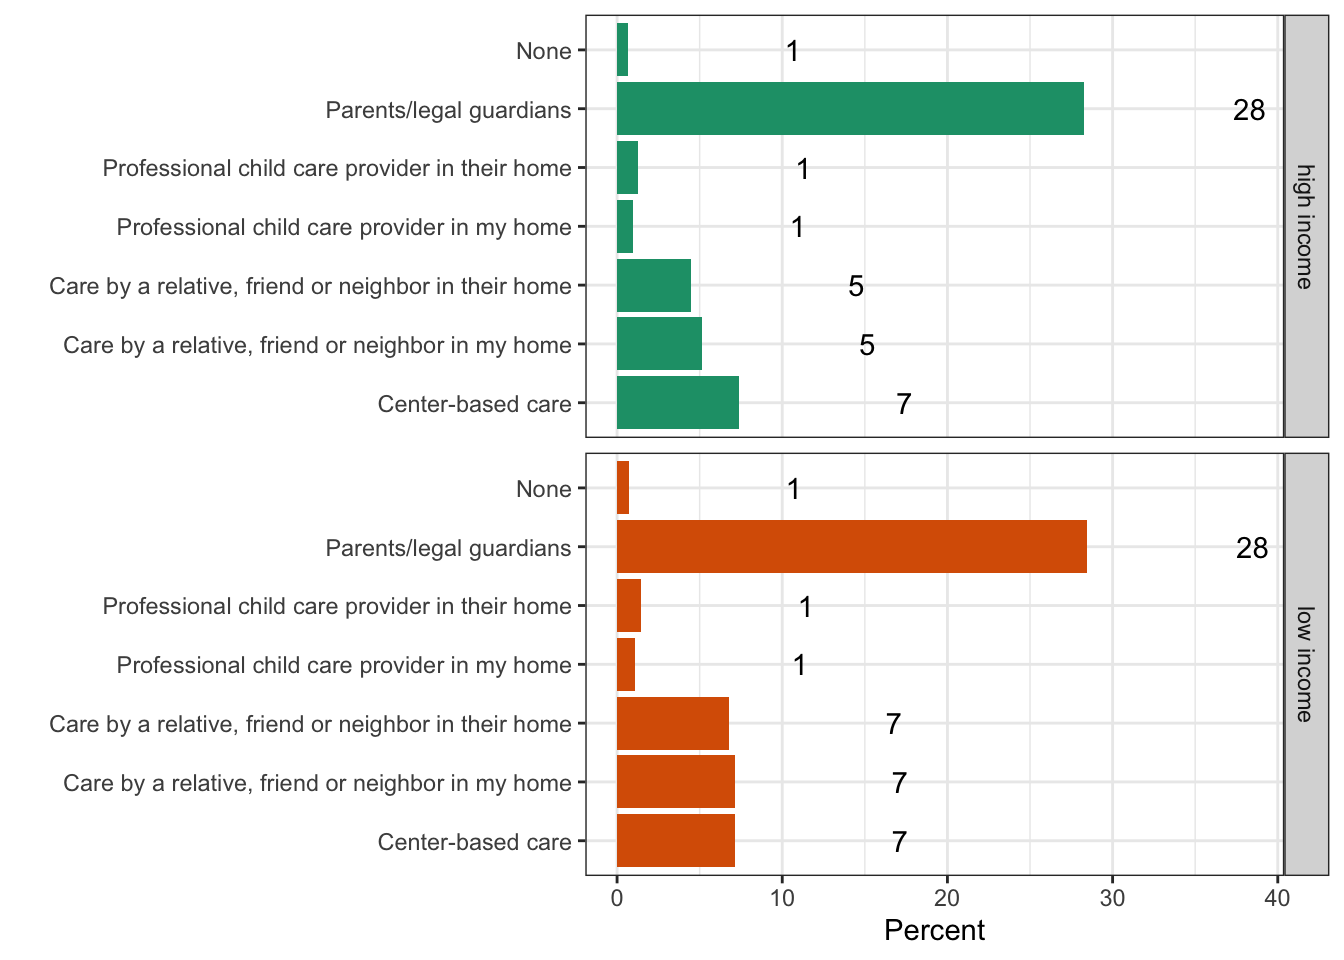 None 1
Parents/legal guardians 28
Professional child care provider in their home 1
Professional child care provider in my home 1
Care by a relative, friend or neighbor in their home 5
Care by a relative, friend or neighbor in my home 5
Center-based care 7
high income
None 1
Parents/legal guardians 28
Professional child care provider in their home 1
Professional child care provider in my home 1
Care by a relative, friend or neighbor in their home 7
Care by a relative, friend or neighbor in my home 7
Center-based care 7
low income
0 10 20 30 40
Percent